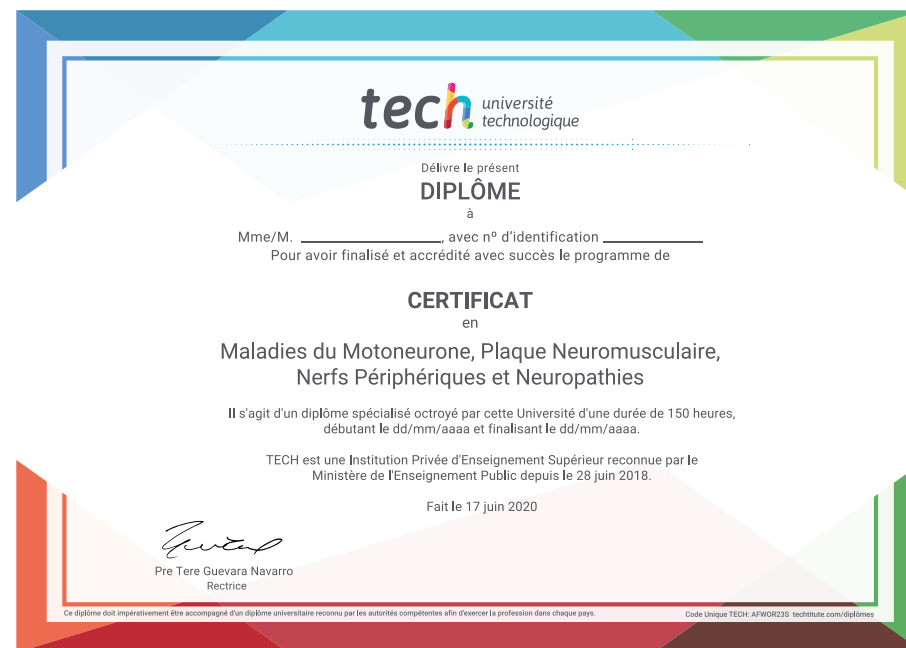 tech université
technologique
Délivre le présent
DIPLÔME
à
Mme/M. ____________________, avec nº d'identification ______________
Pour avoir finalisé et accrédité avec succès le programme de
CERTIFICAT
en
Maladies du Motoneurone, Plaque Neuromusculaire,
Nerfs Périphériques et Neuropathies
Il s'agit d'un diplôme spécialisé octroyé par cette Université d'une durée de 150 heures,
débutant le dd/mm/aaaa et finalisant le dd/mm/aaaa.
TECH est une Institution Privée d'Enseignement Supérieur reconnue par le
Ministère de l'Enseignement Public depuis le 28 juin 2018.
Fait le 17 juin 2020
Pre Tere Guevara Navarro
Rectrice
Ce diplôme doit impérativement être accompagné d'un diplôme universitaire reconnu par les autorités compétentes afin d'exercer la profession dans chaque pays.
Code Unique TECH: AFWOR23S techtitute.com/diplômes